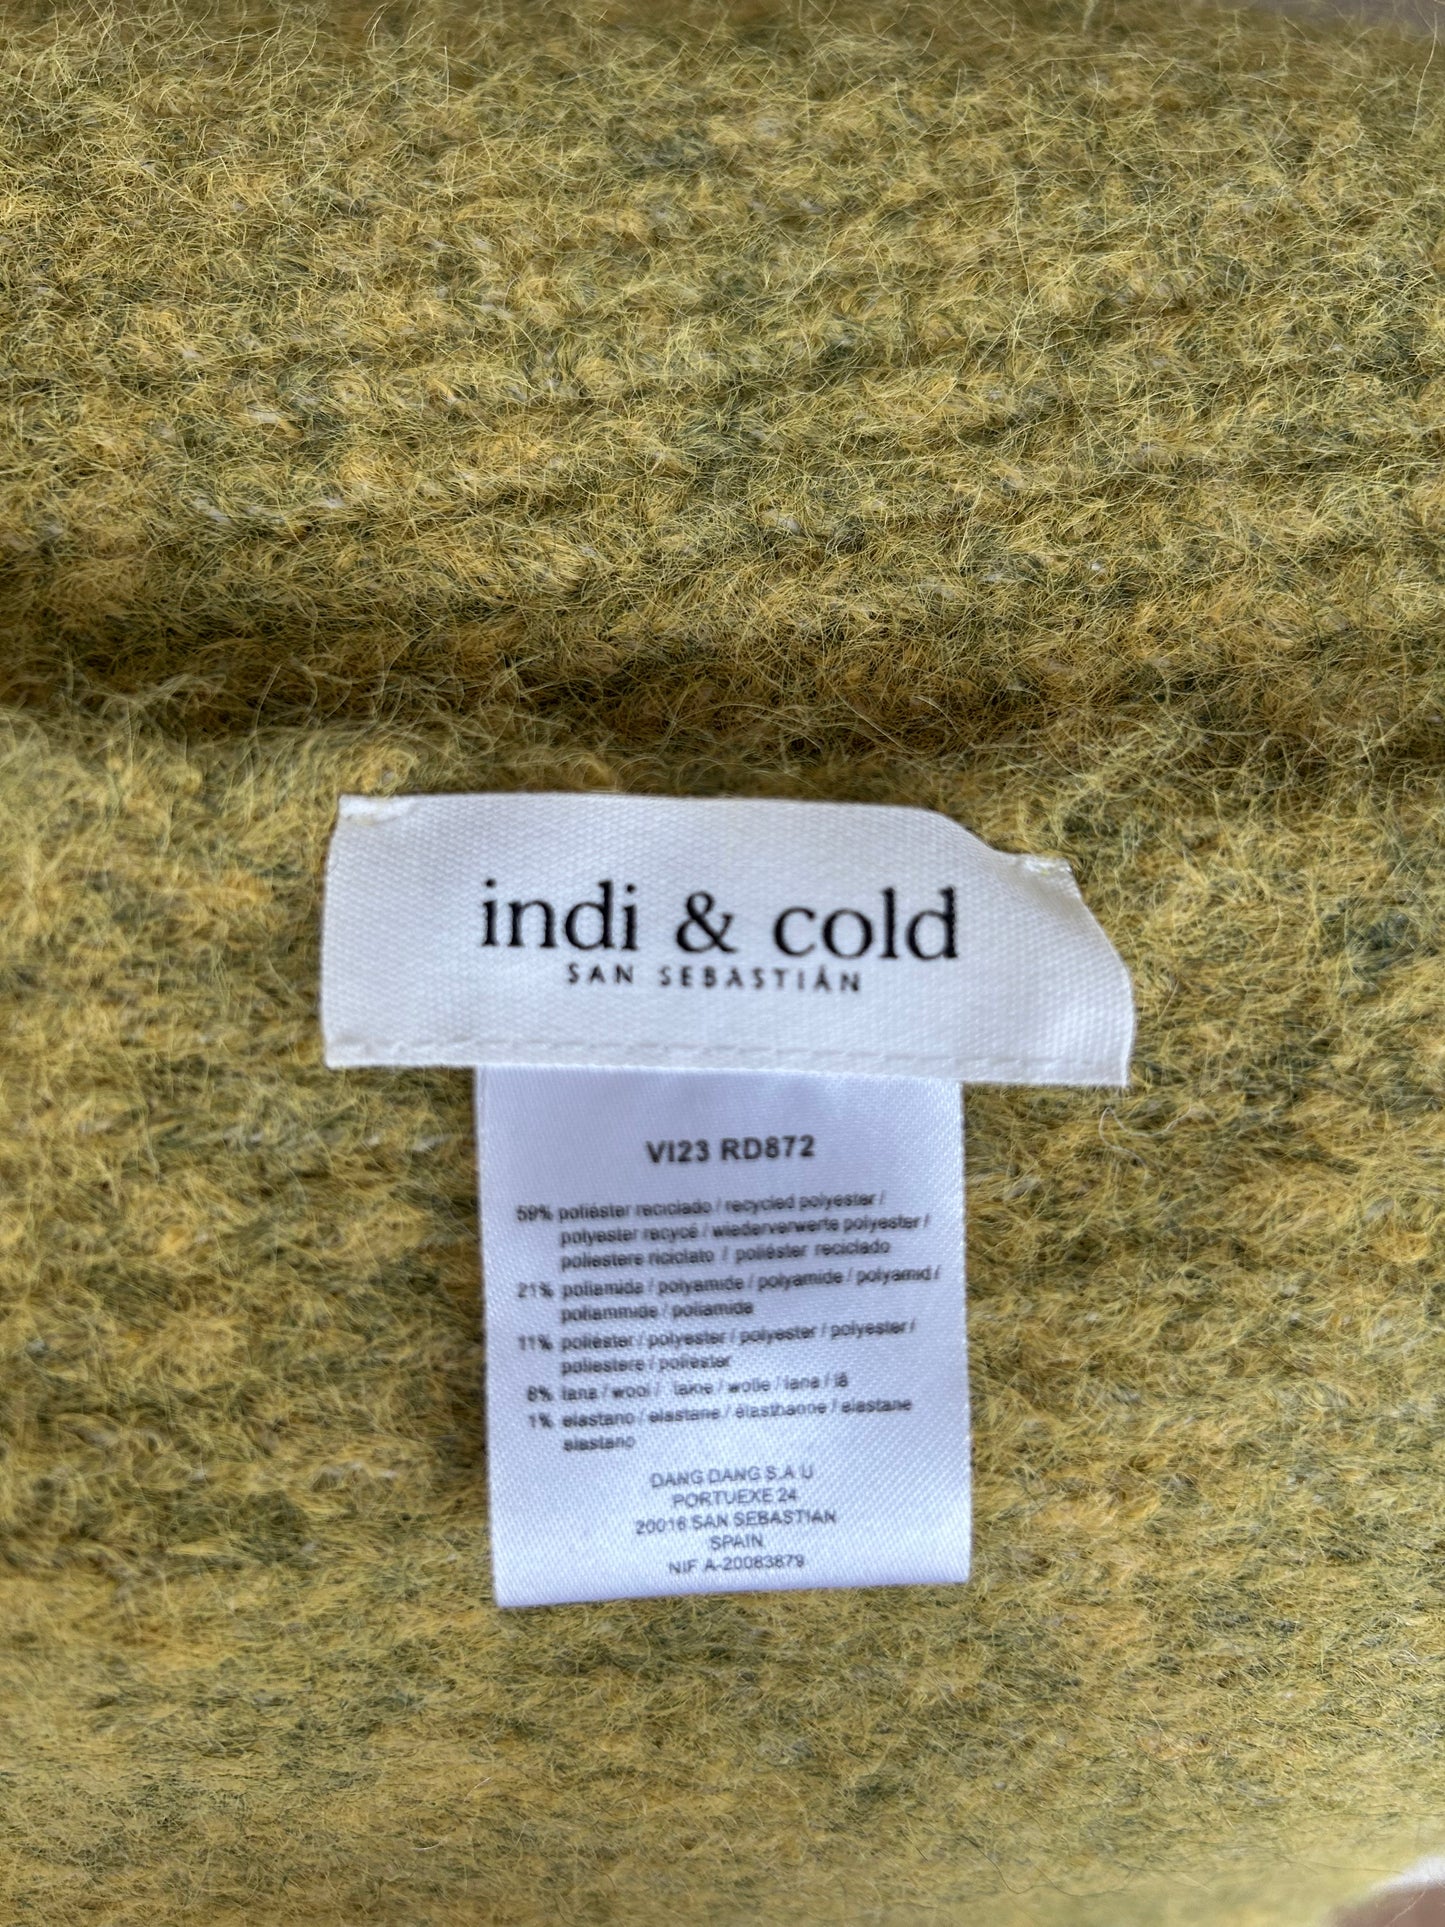 indi & cold
SAN SEBASTIÁN
VI23 RD872
59% poliéster reciclado / recycled polyester /
polyester recycé / wiederverwerte polyester /
poliestere riciclato / poliéster reciclado
21% poliamida / polyamide / polyamide / polyamid /
poliammide / poliamida
11% poliéster / polyester / polyester / polyester /
poliestere / poliéster
8% lana / wool / laine / wolle / lana / lã
1% elastano / elastane / élasthanne / elastane
elastano
DANG DANG S.A.U
PORTUEXE 24
20018 SAN SEBASTIAN
SPAIN
NIF A-20083879